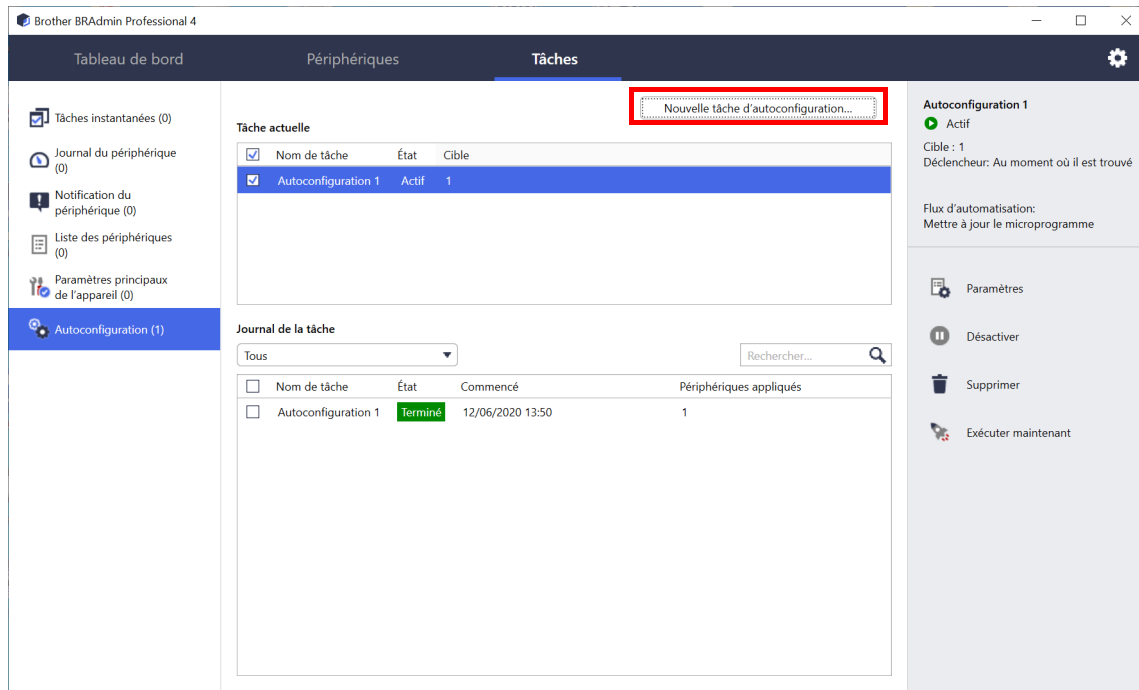 Brother BRAdmin Professional 4
Tableau de bord
Périphériques
Tâches
Tâches instantanées (0)
Journal du périphérique
(0)
Notification du
périphérique (0)
Liste des périphériques
(0)
Paramètres principaux
de l'appareil (0)
Autoconfiguration (1)
Nouvelle tâche d'autoconfiguration...
Tâche actuelle
Nom de tâche État Cible
Autoconfiguration 1 Actif 1
Journal de la tâche
Tous
Rechercher...
Nom de tâche État Commencé Périphériques appliqués
Autoconfiguration 1 Terminé 12/06/2020 13:50 1
Autoconfiguration 1
Actif
Cible : 1
Déclencheur: Au moment où il est trouvé
Flux d'automatisation:
Mettre à jour le microprogramme
Paramètres
Désactiver
Supprimer
Exécuter maintenant